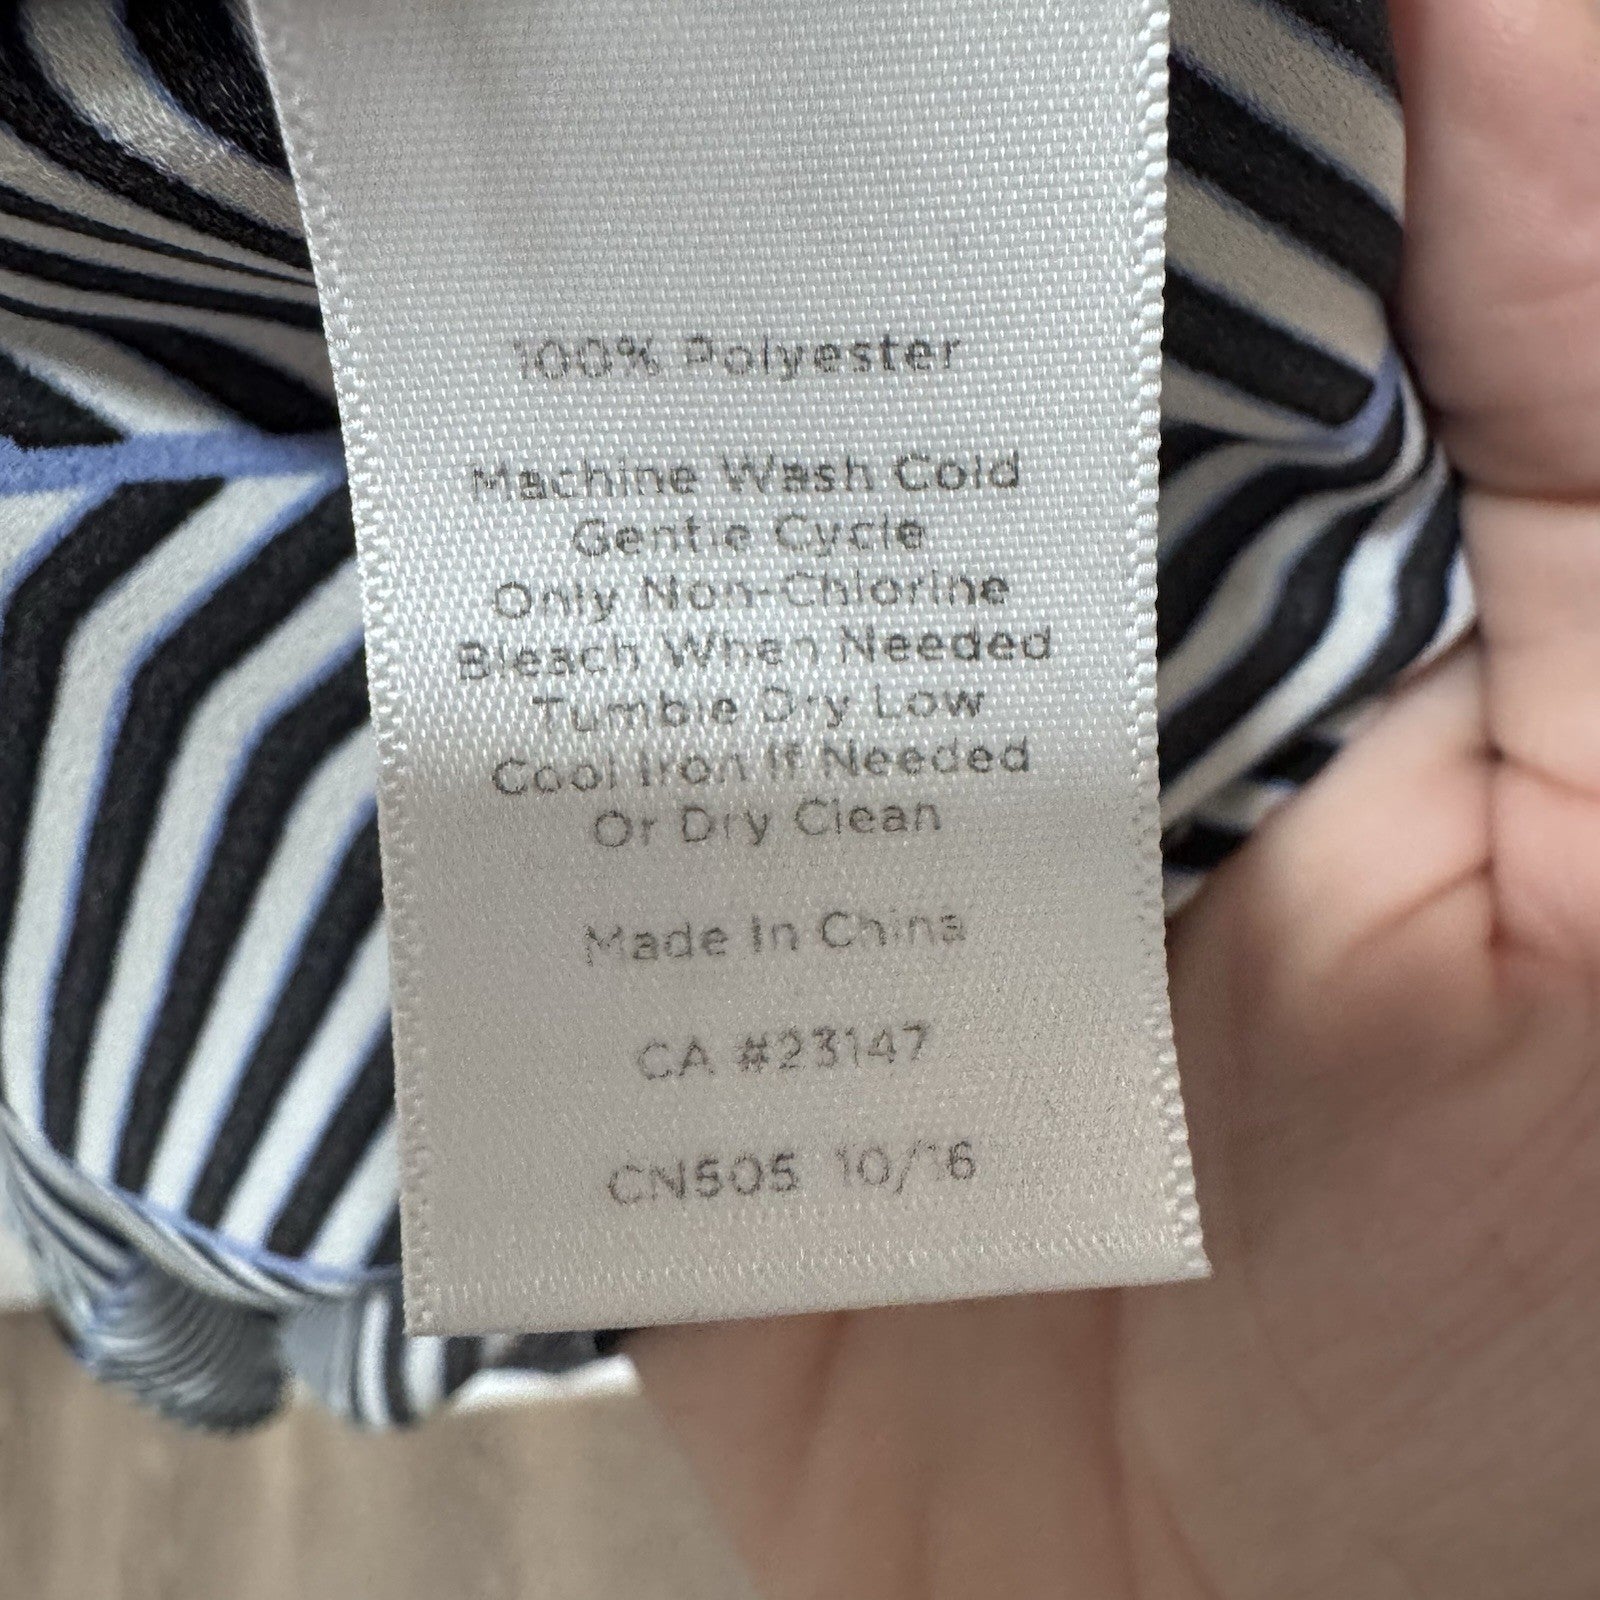 100% Polyester
Machine Wash Cold
Gentle Cycle
Only Non-Chlorine
Bleach When Needed
Tumble Dry Low
Cool Iron If Needed
Or Dry Clean
Made In China
CA #23147
CN505 10/16